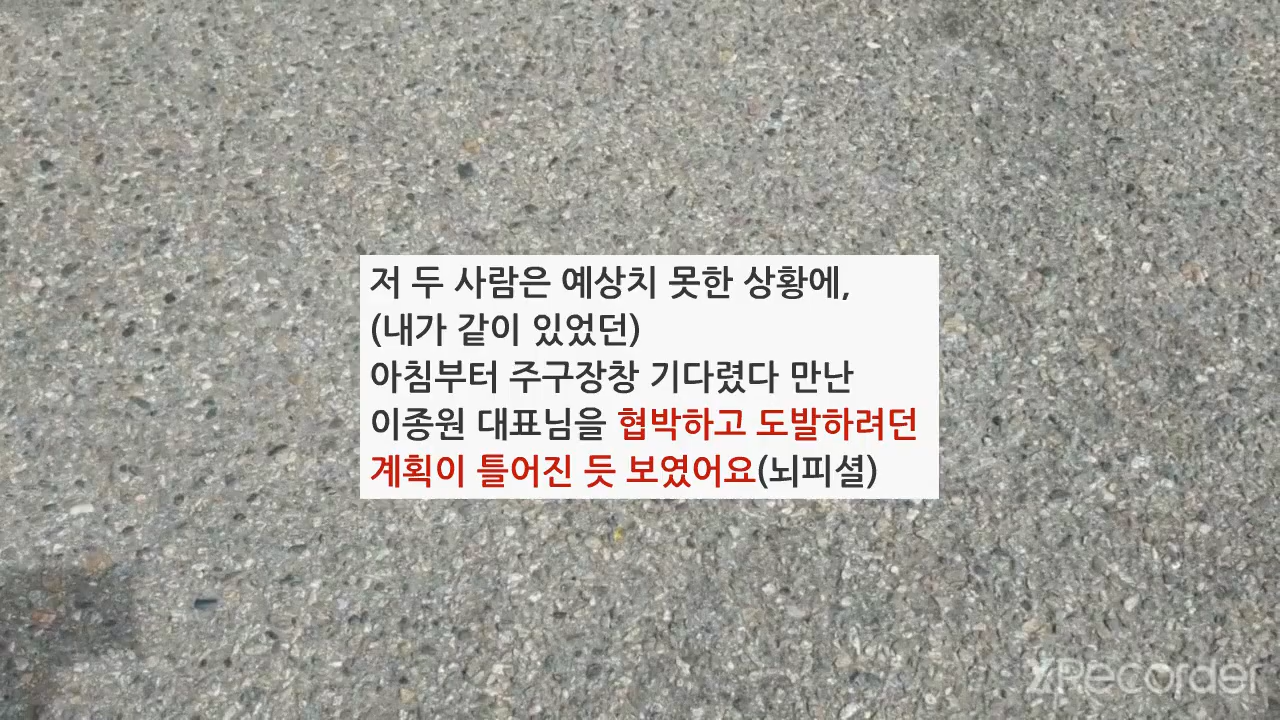 저 두 사람은 예상치 못한 상황에,
(내가 같이 있었던)
아침부터 주구장창 기다렸다 만난
이종원 대표님을 협박하고 도발하려던
계획이 틀어진 듯 보였어요(뇌피셜)
XRecorder